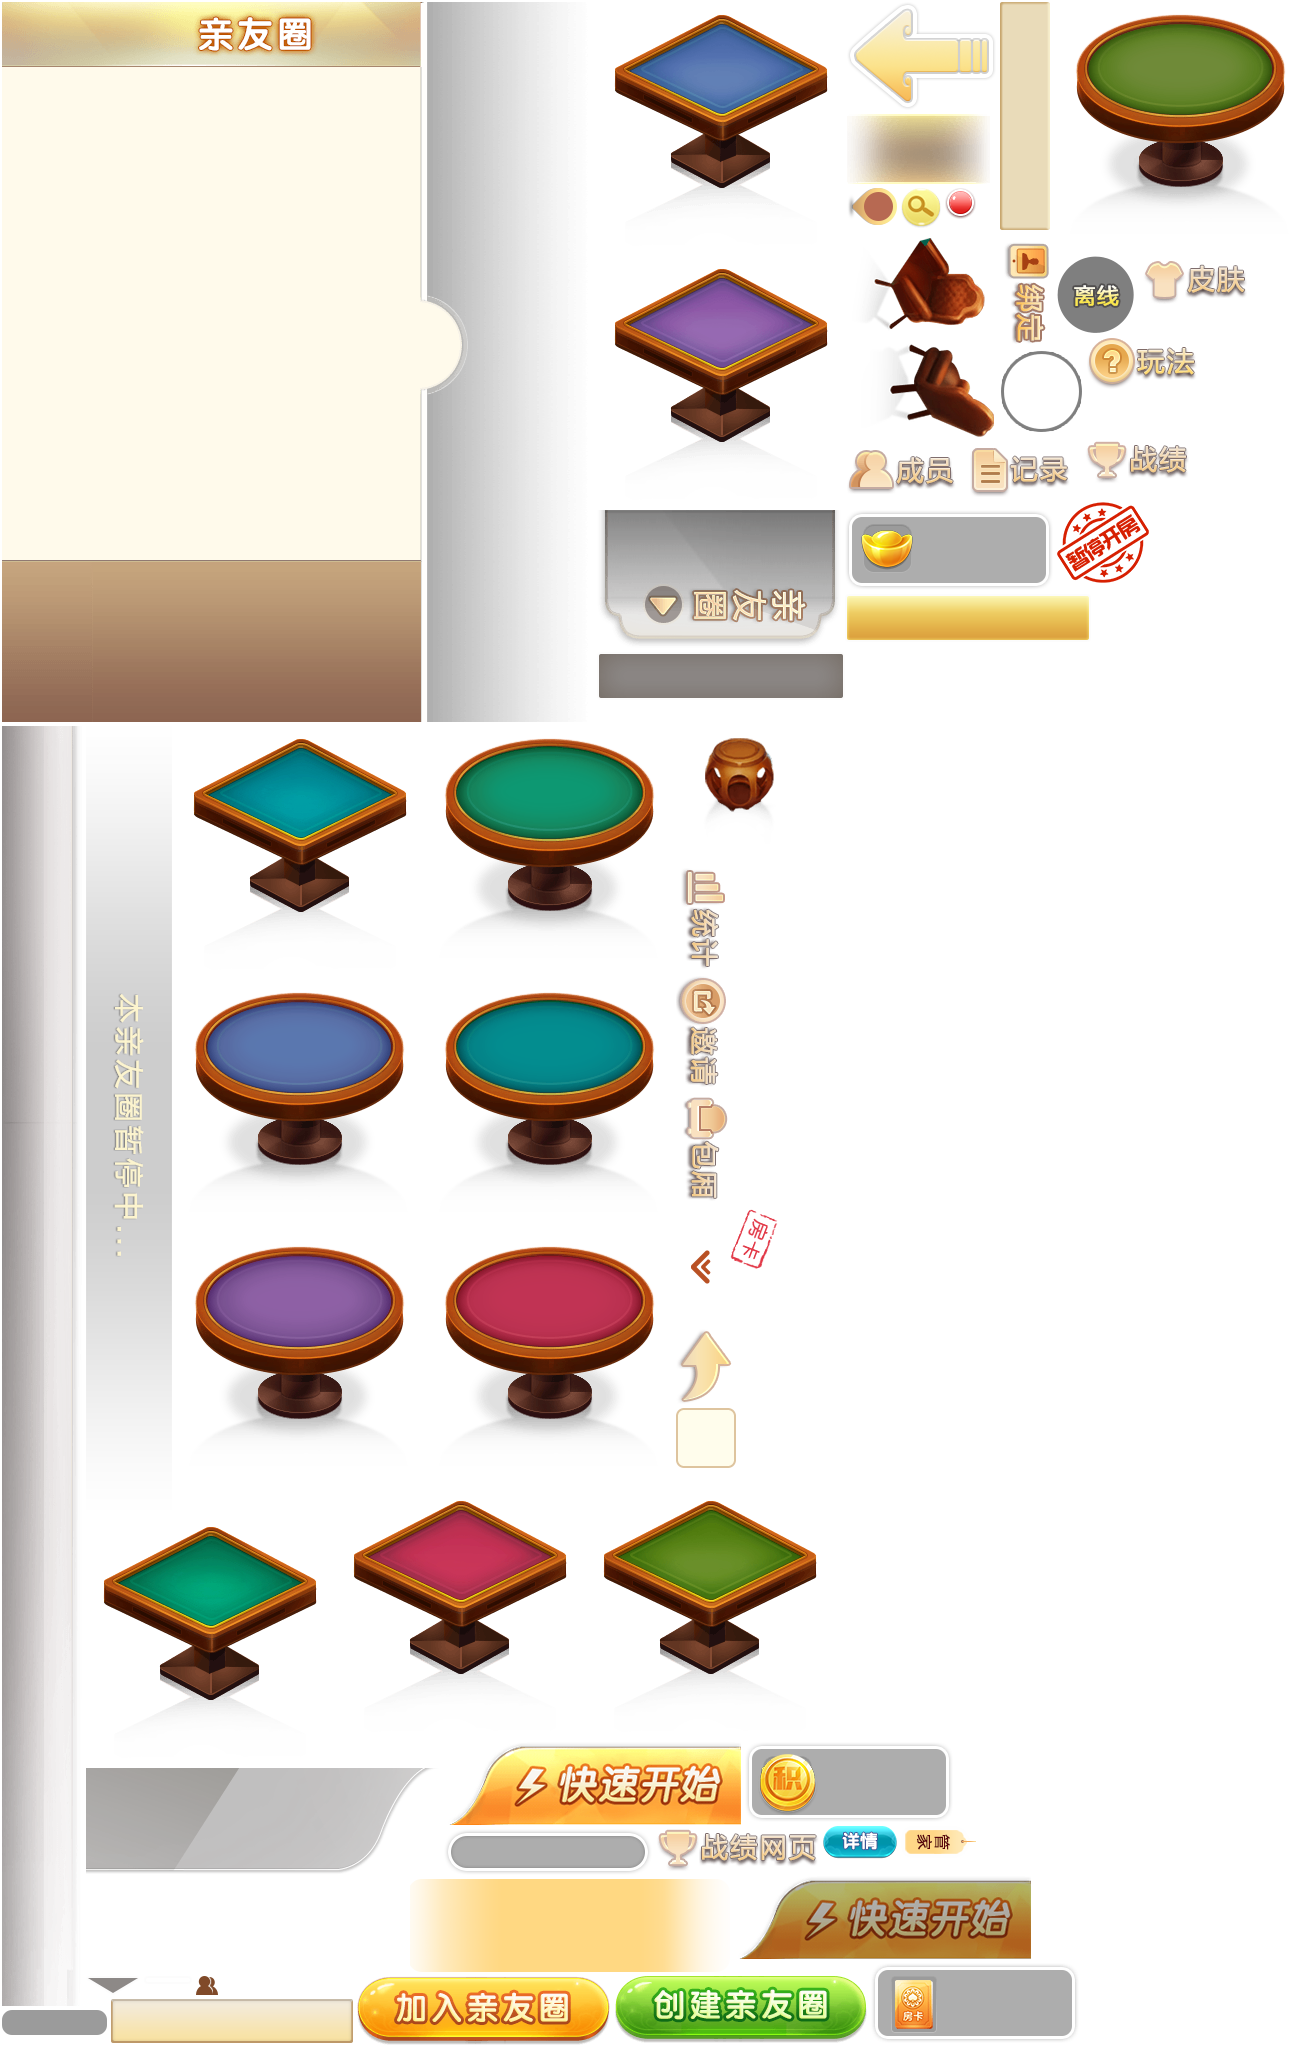 亲友圈
离线
皮肤
绑定
?
玩法
成员
记录
战绩
亲友圈
暂停开房
统计
邀请
包厢
本亲友圈暂停中...
房卡
快速开始
积
战绩网页
详情
管家
快速开始
加入亲友圈
创建亲友圈
房卡